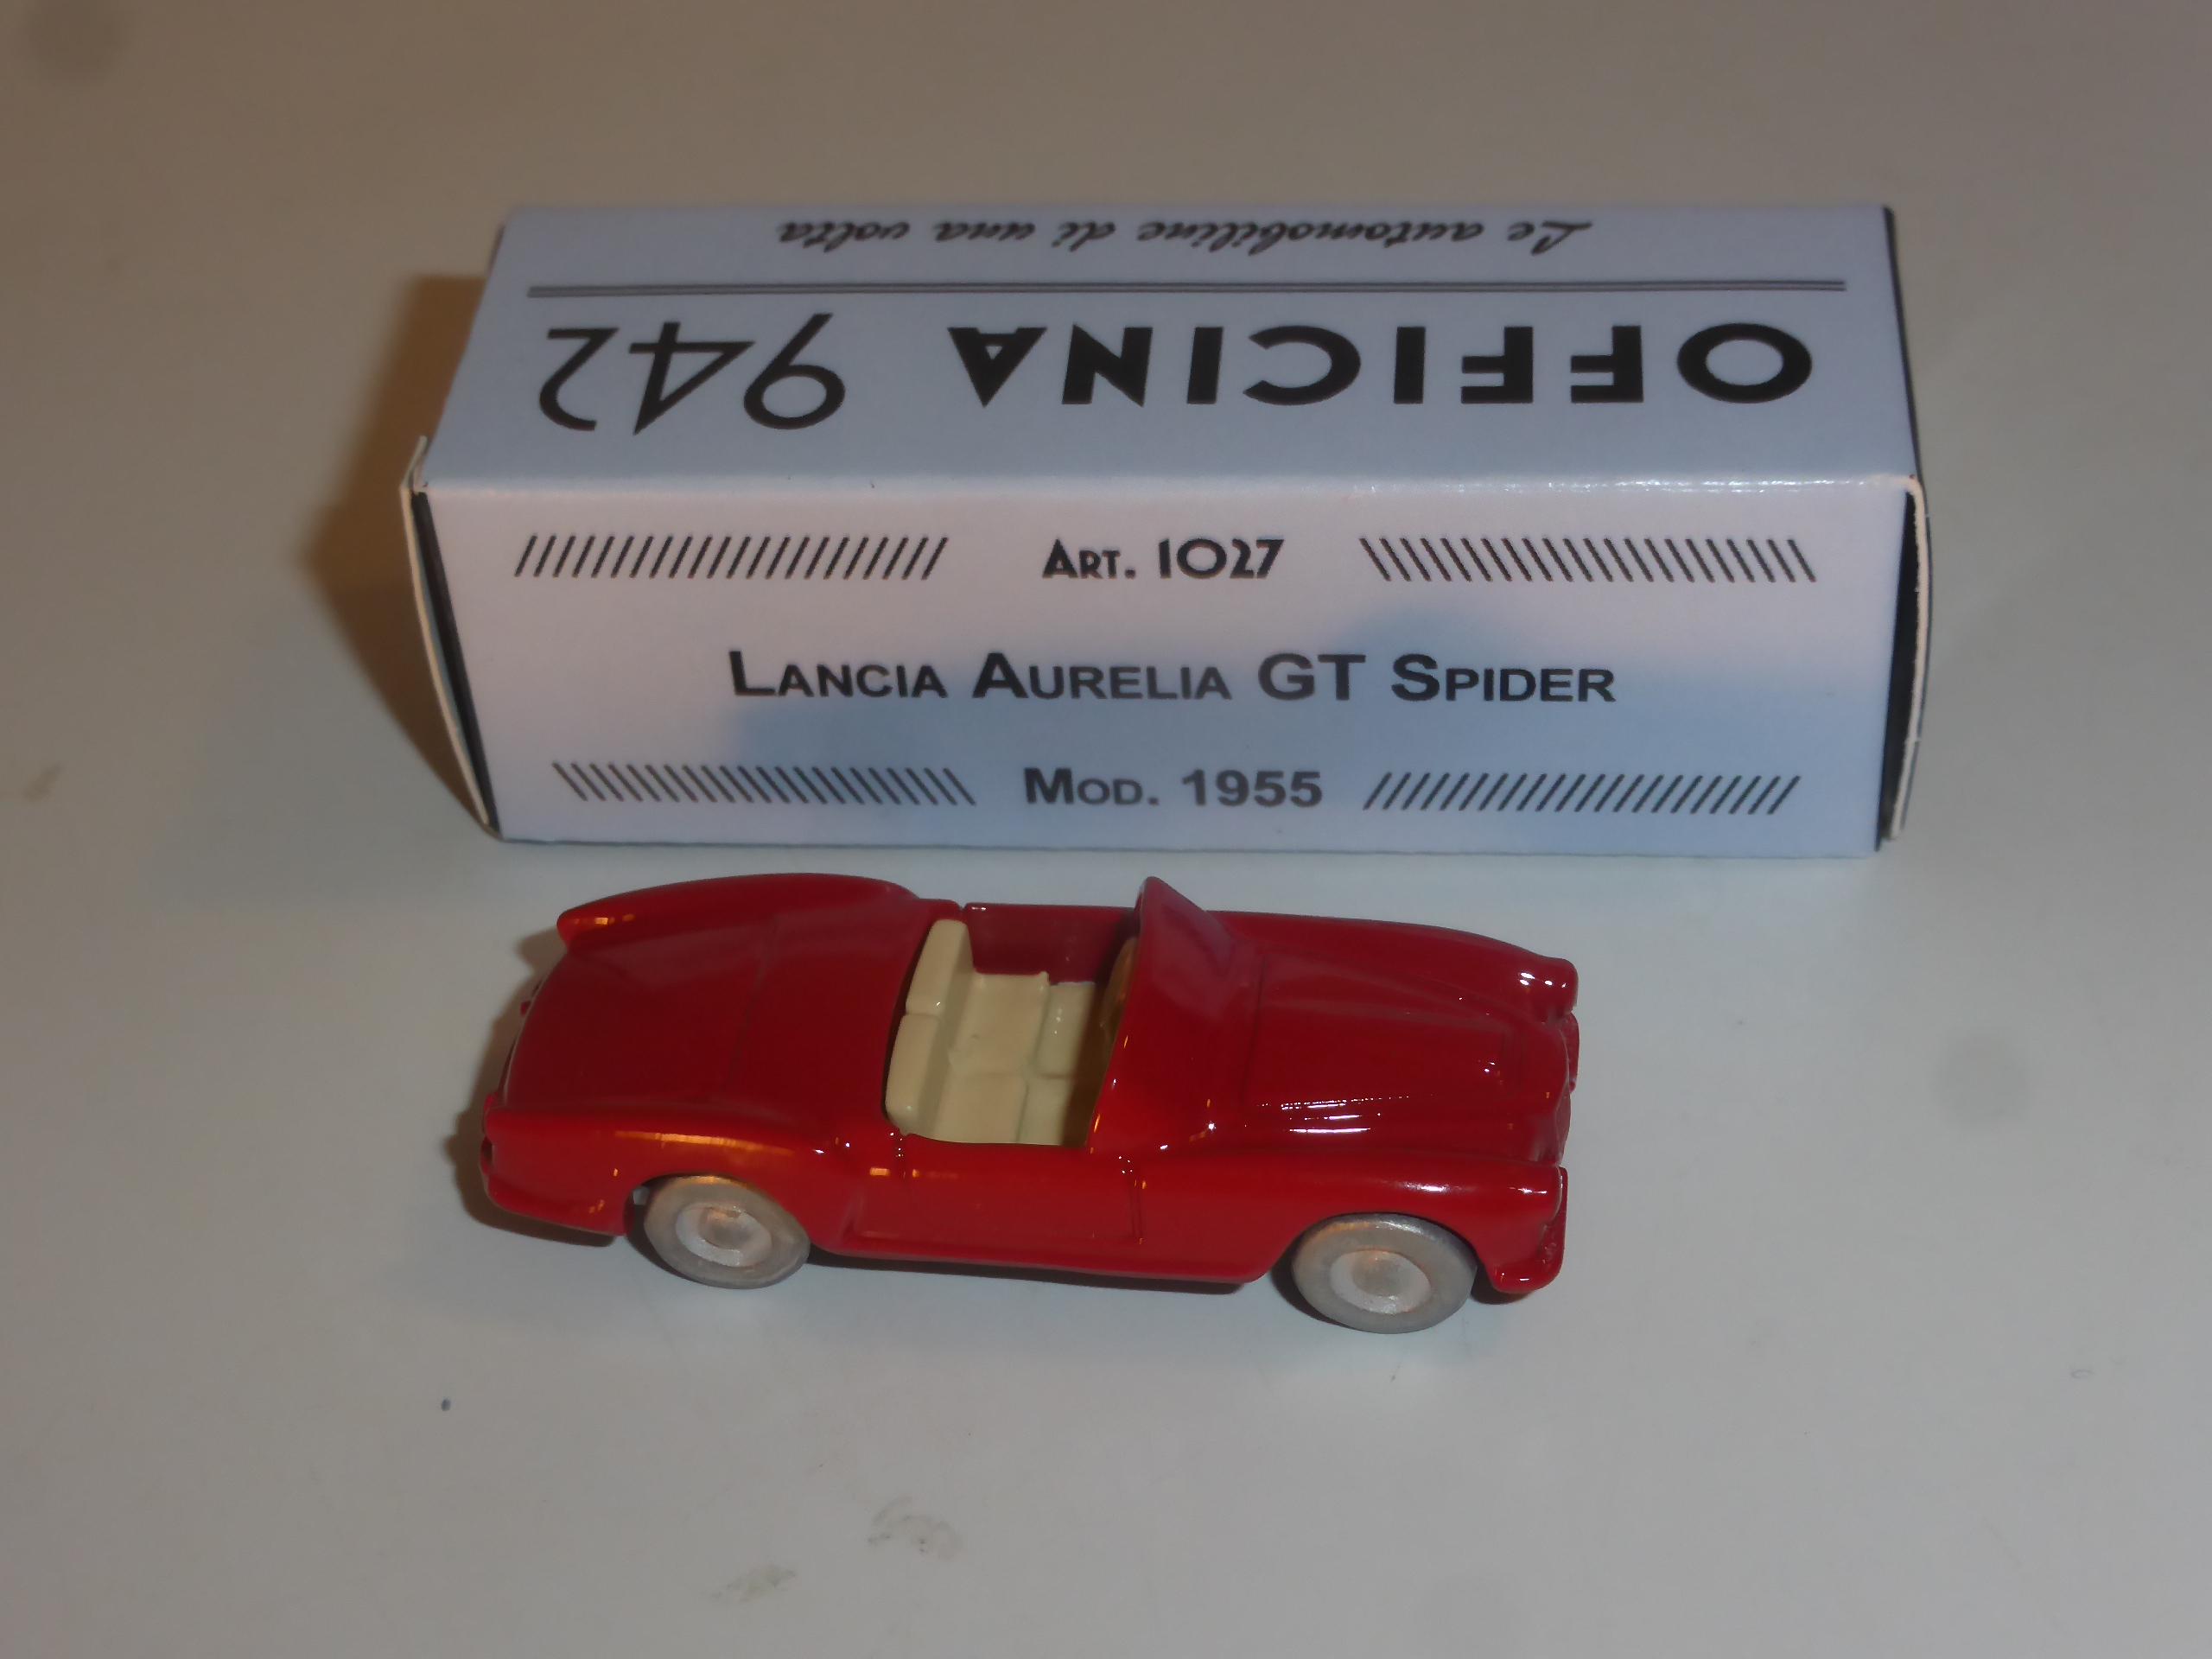 Le automobiline di una volta
OFFICINA 942
ART. 1027
LANCIA AURELIA GT SPIDER
MOD. 1955